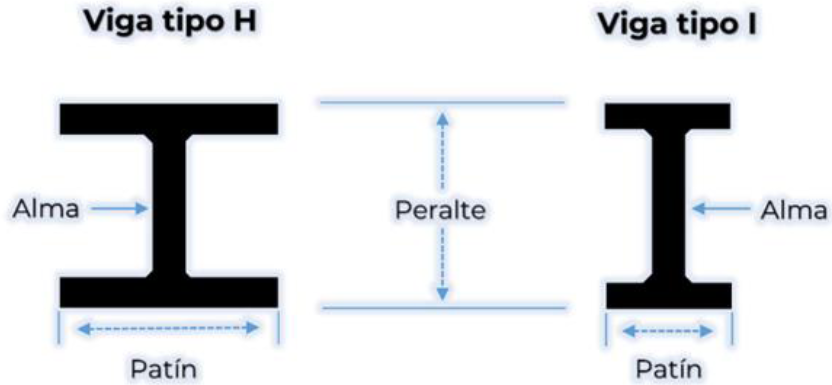 Viga tipo H
Viga tipo I
Alma
Peralte
Alma
Patín
Patín